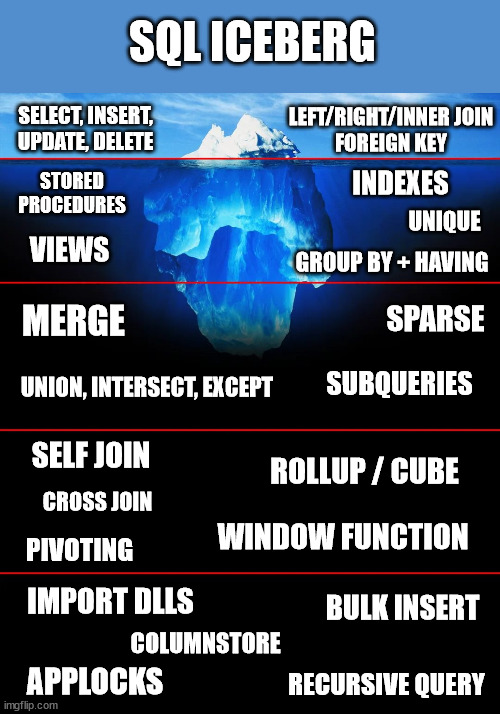 SQL ICEBERG
SELECT, INSERT,
UPDATE, DELETE
LEFT/RIGHT/INNER JOIN
FOREIGN KEY
STORED
PROCEDURES
INDEXES
UNIQUE
VIEWS
GROUP BY + HAVING
MERGE
SPARSE
UNION, INTERSECT, EXCEPT
SUBQUERIES
SELF JOIN
ROLLUP / CUBE
CROSS JOIN
WINDOW FUNCTION
PIVOTING
IMPORT DLLS
BULK INSERT
COLUMNSTORE
APPLOCKS
RECURSIVE QUERY
imgflip.com